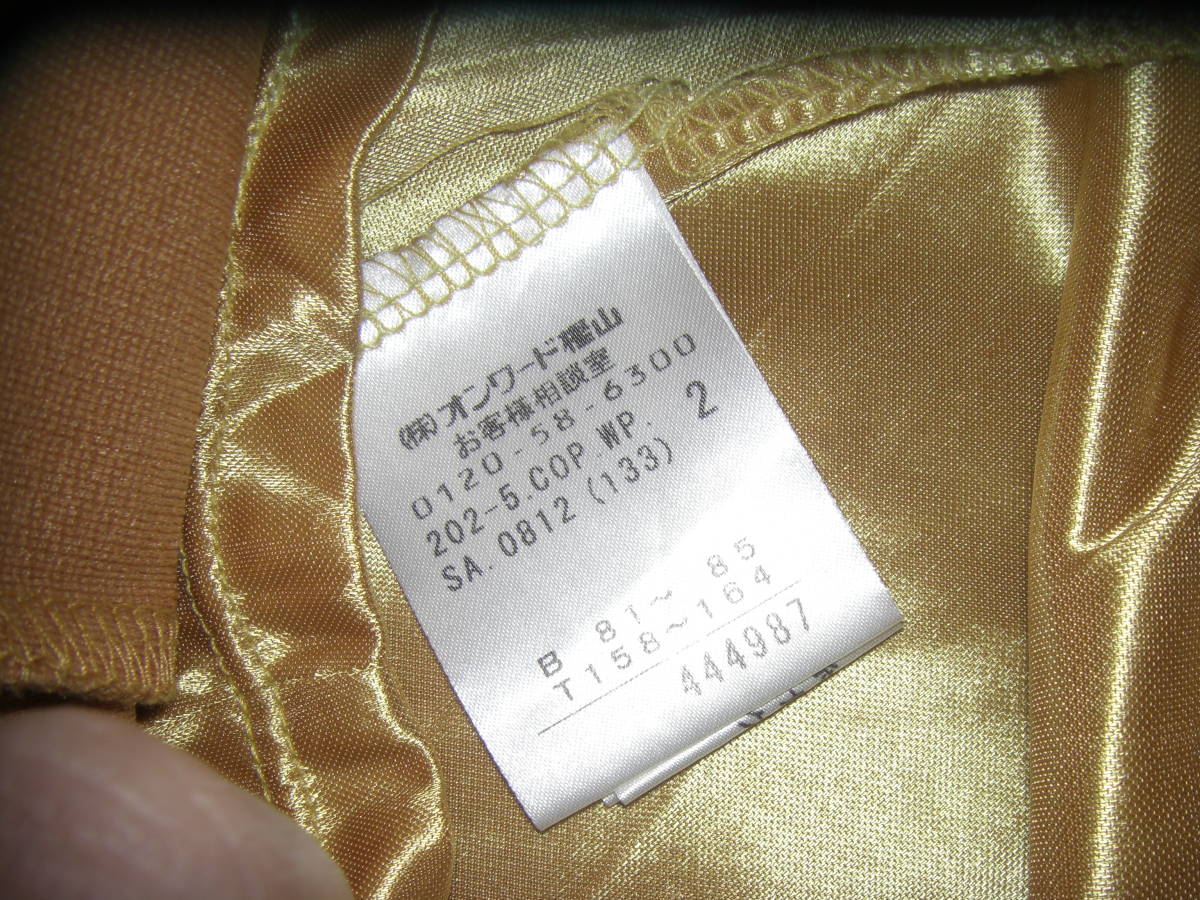 (株)オンワード樫山
お客様相談室
0120-58-6300
202-5.COP.WP. 2
SA.0812(133)
B 81～ 85
T158～164
444987